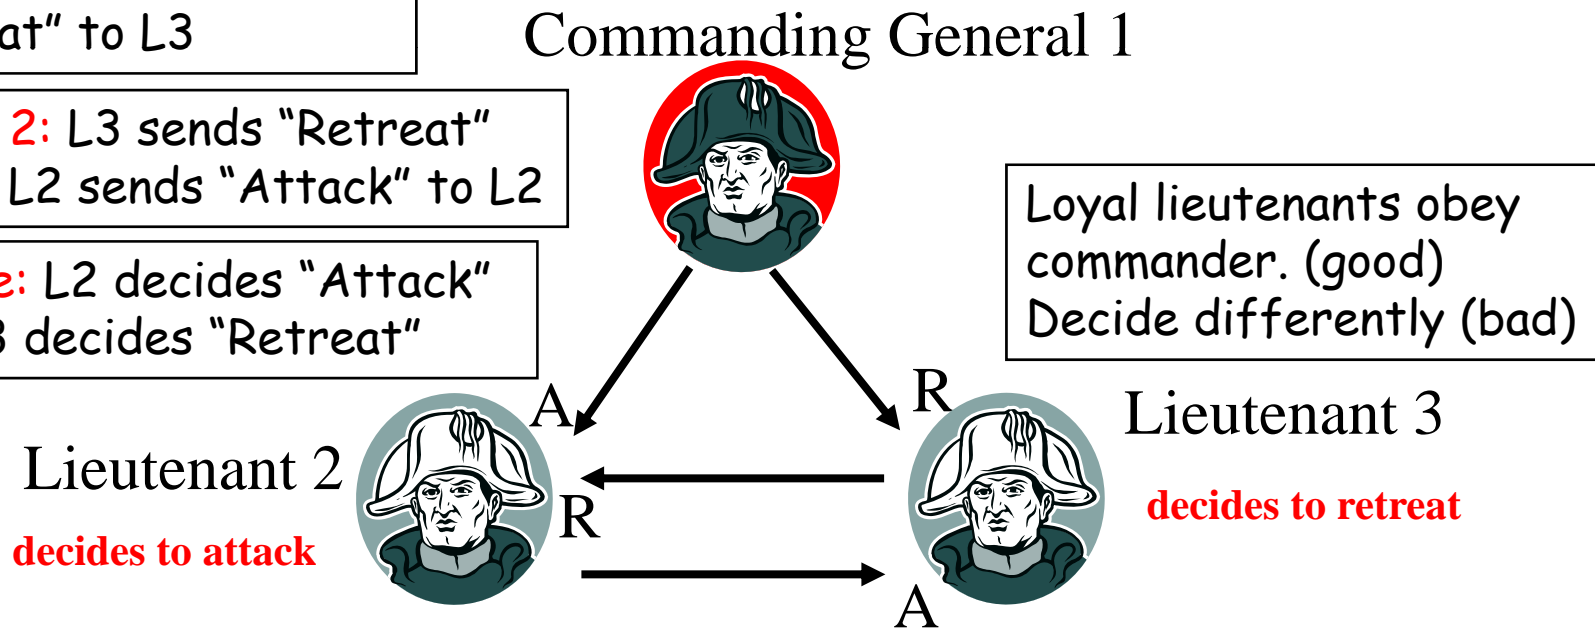 at” to L3
Commanding General 1
2: L3 sends “Retreat”
L2 sends “Attack” to L2
e: L2 decides “Attack”
3 decides “Retreat”
Loyal lieutenants obey
commander. (good)
Decide differently (bad)
A
R
Lieutenant 2
Lieutenant 3
R
decides to attack
decides to retreat
A